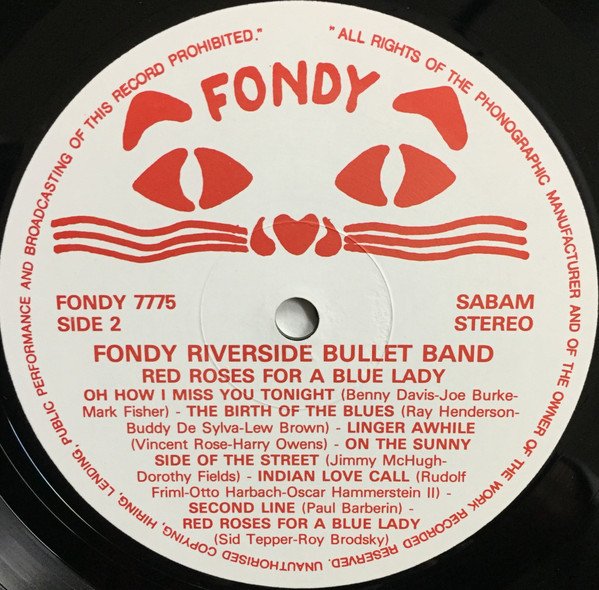 "ALL RIGHTS OF THE PHONOGRAPHIC MANUFACTURER AND OF THE OWNER OF THE WORK RECORDED RESERVED. UNAUTHORISED COPYING, HIRING, LENDING, PUBLIC PERFORMANCE AND BROADCASTING OF THIS RECORD PROHIBITED."
FONDY
FONDY 7775 SABAM
SIDE 2 STEREO
FONDY RIVERSIDE BULLET BAND
RED ROSES FOR A BLUE LADY
OH HOW I MISS YOU TONIGHT (Benny Davis-Joe Burke-
Mark Fisher) - THE BIRTH OF THE BLUES (Ray Henderson-
Buddy De Sylva-Lew Brown) - LINGER AWHILE
(Vincent Rose-Harry Owens) - ON THE SUNNY
SIDE OF THE STREET (Jimmy McHugh-
Dorothy Fields) - INDIAN LOVE CALL (Rudolf
Friml-Otto Harbach-Oscar Hammerstein II) -
SECOND LINE (Paul Barberin) -
RED ROSES FOR A BLUE LADY
(Sid Tepper-Roy Brodsky)